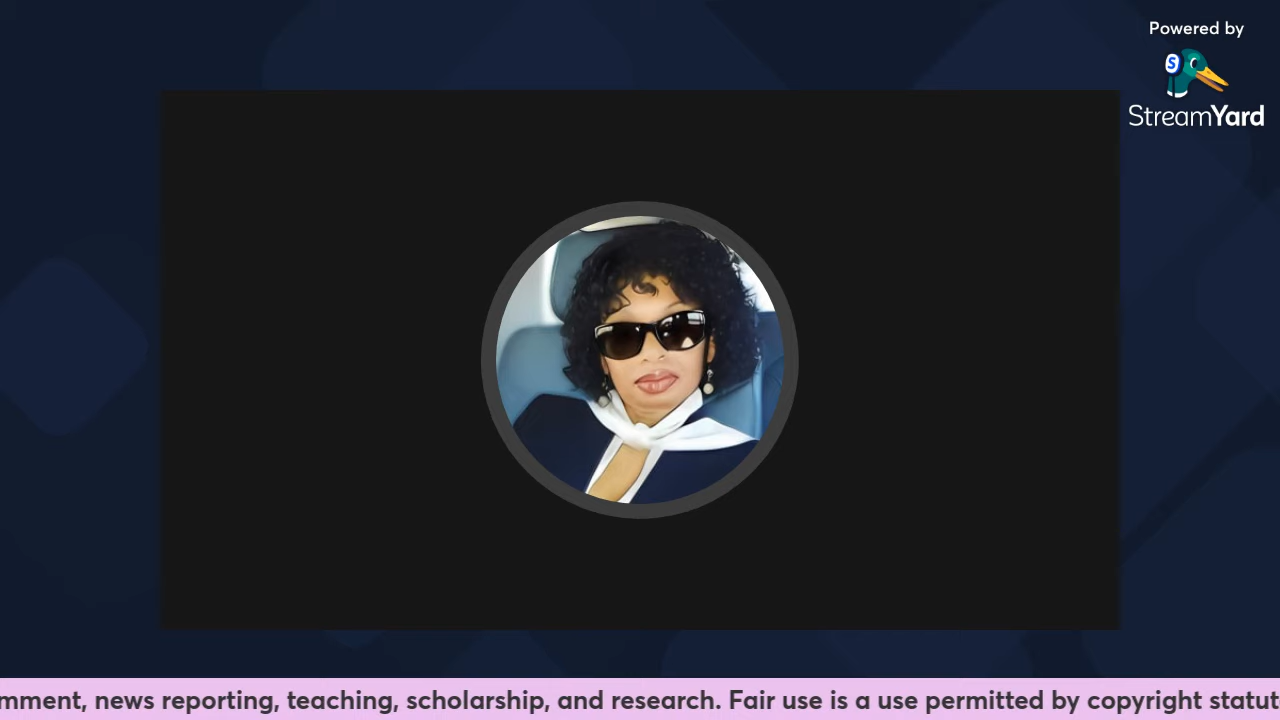 Powered by
S
StreamYard
mment, news reporting, teaching, scholarship, and research. Fair use is a use permitted by copyright statut